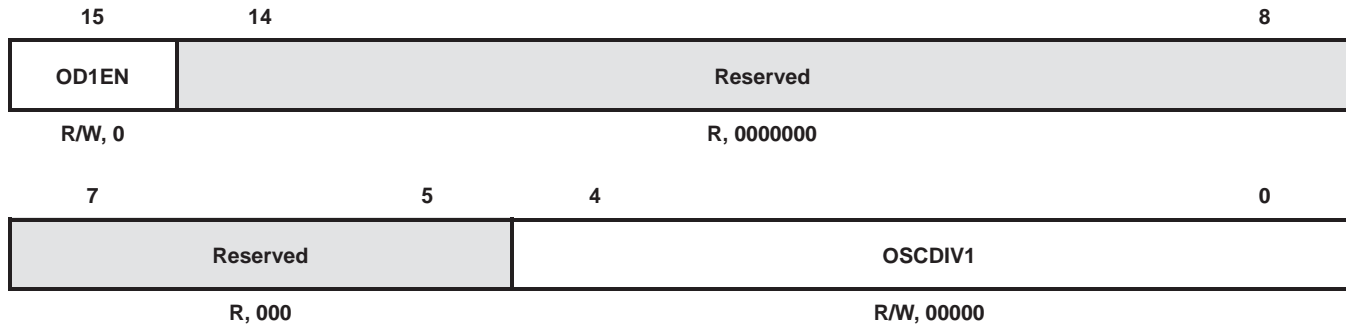 15 14 8
OD1EN Reserved
R/W, 0 R, 0000000
7 5 4 0
Reserved OSCDIV1
R, 000 R/W, 00000